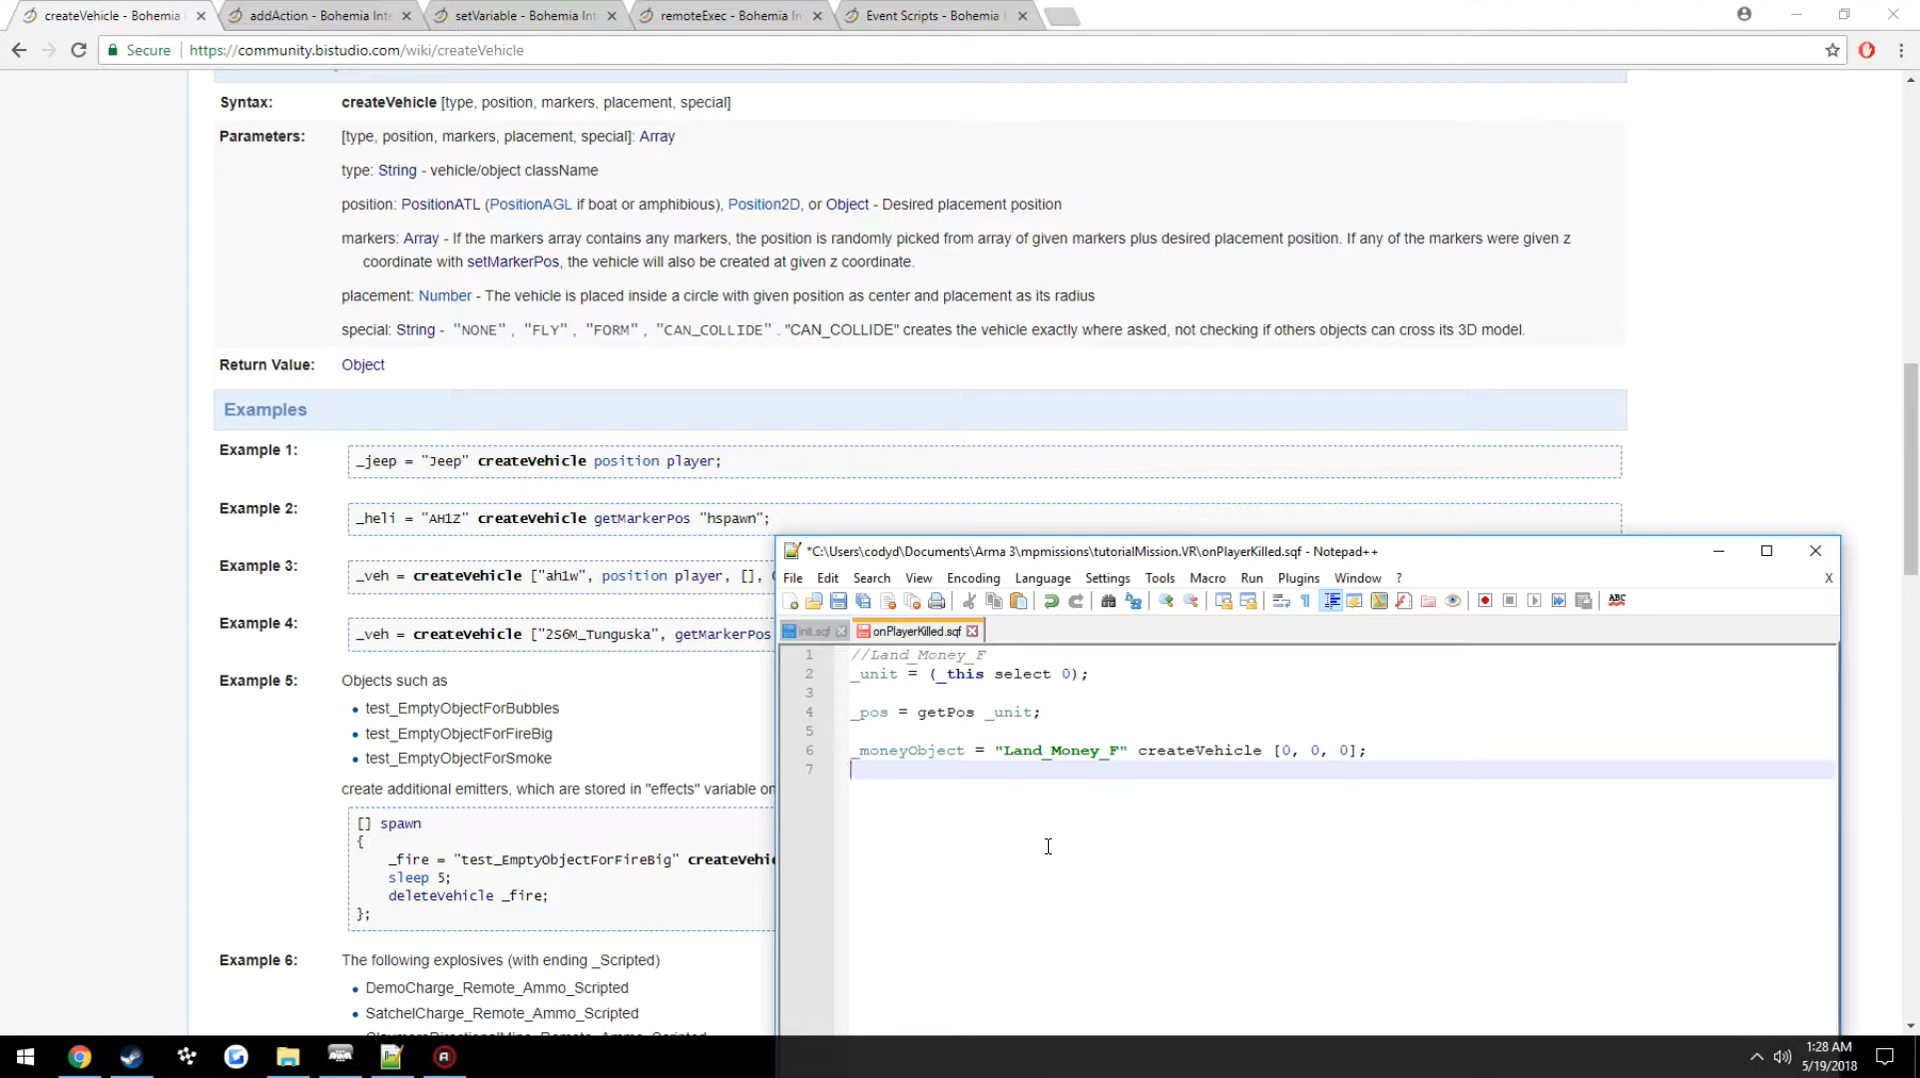 createVehicle - Bohemia I
addAction - Bohemia Inte
setVariable - Bohemia Int
remoteExec - Bohemia In
Event Scripts - Bohemia
Secure
https://community.bistudio.com/wiki/createVehicle
Syntax:
createVehicle [type, position, markers, placement, special]
Parameters:
[type, position, markers, placement, special]: Array
type: String - vehicle/object className
position: PositionATL (PositionAGL if boat or amphibious), Position2D, or Object - Desired placement position
markers: Array - If the markers array contains any markers, the position is randomly picked from array of given markers plus desired placement position. If any of the markers were given z
coordinate with setMarkerPos, the vehicle will also be created at given z coordinate.
placement: Number - The vehicle is placed inside a circle with given position as center and placement as its radius
special: String - "NONE", "FLY", "FORM", "CAN_COLLIDE". "CAN_COLLIDE" creates the vehicle exactly where asked, not checking if others objects can cross its 3D model.
Return Value:
Object
Examples
Example 1:
_jeep = "Jeep" createVehicle position player;
Example 2:
_heli = "AH1Z" createVehicle getMarkerPos "hspawn";
Example 3:
_veh = createVehicle ["ah1w", position player, [],
Example 4:
_veh = createVehicle ["2S6M_Tunguska", getMarkerPos
Example 5:
Objects such as
test_EmptyObjectForBubbles
test_EmptyObjectForFireBig
test_EmptyObjectForSmoke
create additional emitters, which are stored in "effects" variable on
[] spawn
{
_fire = "test_EmptyObjectForFireBig" createVehic
sleep 5;
deleteVehicle _fire;
};
Example 6:
The following explosives (with ending _Scripted)
DemoCharge_Remote_Ammo_Scripted
SatchelCharge_Remote_Ammo_Scripted
*C:\Users\codyd\Documents\Arma 3\mpmissions\tutorialMission.VR\onPlayerKilled.sqf - Notepad++
File Edit Search View Encoding Language Settings Tools Macro Run Plugins Window ?
X
ABC
init.sqf
onPlayerKilled.sqf
1 //Land_Money_F
2 _unit = (_this select 0);
3
4 _pos = getPos _unit;
5
6 _moneyObject = "Land_Money_F" createVehicle [0, 0, 0];
7
1:28 AM
5/19/2018